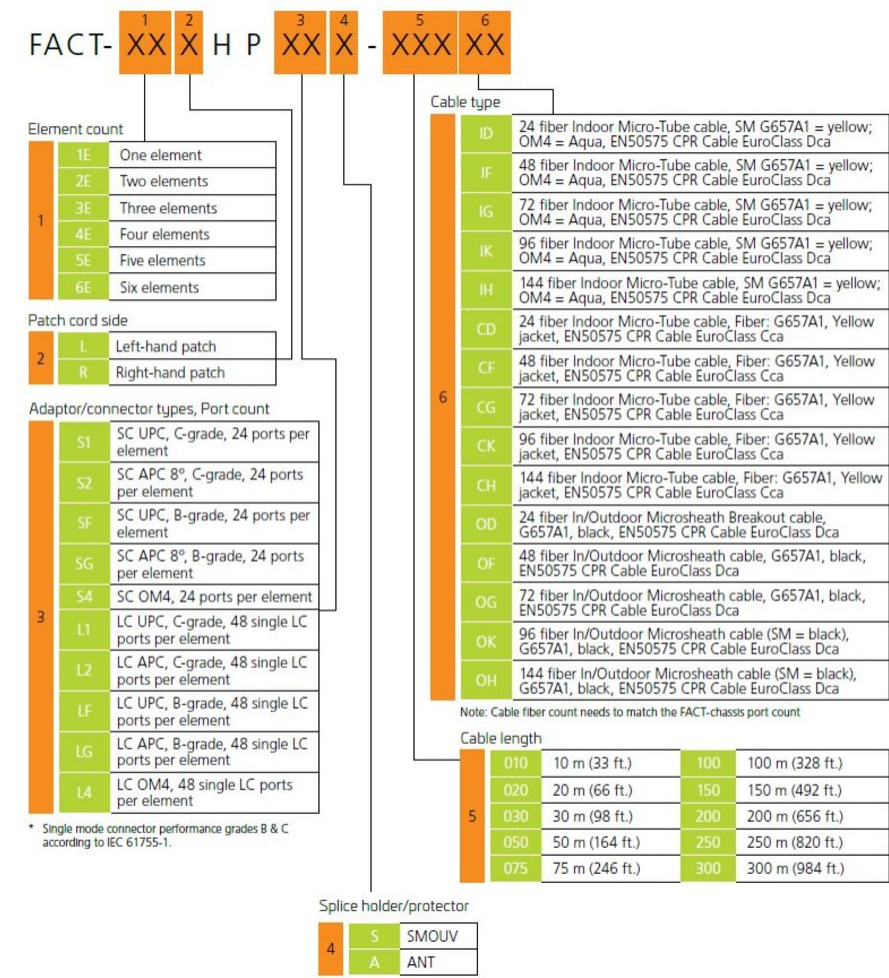 1 2 3 4 5 6
FACT- XX X H P XX X - XXX XX
Element count
1
1E One element
2E Two elements
3E Three elements
4E Four elements
5E Five elements
6E Six elements
Patch cord side
2
L Left-hand patch
R Right-hand patch
Adaptor/connector types, Port count
3
S1 SC UPC, C-grade, 24 ports per
element
S2 SC APC 8º, C-grade, 24 ports
per element
SF SC UPC, B-grade, 24 ports per
element
SG SC APC 8º, B-grade, 24 ports
per element
S4 SC OM4, 24 ports per element
L1 LC UPC, C-grade, 48 single LC
ports per element
L2 LC APC, C-grade, 48 single LC
ports per element
LF LC UPC, B-grade, 48 single LC
ports per element
LG LC APC, B-grade, 48 single LC
ports per element
L4 LC OM4, 48 single LC ports
per element
* Single mode connector performance grades B & C
according to IEC 61755-1.
Cable type
6
ID 24 fiber Indoor Micro-Tube cable, SM G657A1 = yellow;
OM4 = Aqua, EN50575 CPR Cable EuroClass Dca
IF 48 fiber Indoor Micro-Tube cable, SM G657A1 = yellow;
OM4 = Aqua, EN50575 CPR Cable EuroClass Dca
IG 72 fiber Indoor Micro-Tube cable, SM G657A1 = yellow;
OM4 = Aqua, EN50575 CPR Cable EuroClass Dca
IK 96 fiber Indoor Micro-Tube cable, SM G657A1 = yellow;
OM4 = Aqua, EN50575 CPR Cable EuroClass Dca
IH 144 fiber Indoor Micro-Tube cable, SM G657A1 = yellow;
OM4 = Aqua, EN50575 CPR Cable EuroClass Dca
CD 24 fiber Indoor Micro-Tube cable, Fiber: G657A1, Yellow
jacket, EN50575 CPR Cable EuroClass Cca
CF 48 fiber Indoor Micro-Tube cable, Fiber: G657A1, Yellow
jacket, EN50575 CPR Cable EuroClass Cca
CG 72 fiber Indoor Micro-Tube cable, Fiber: G657A1, Yellow
jacket, EN50575 CPR Cable EuroClass Cca
CK 96 fiber Indoor Micro-Tube cable, Fiber: G657A1, Yellow
jacket, EN50575 CPR Cable EuroClass Cca
CH 144 fiber Indoor Micro-Tube cable, Fiber: G657A1, Yellow
jacket, EN50575 CPR Cable EuroClass Cca
OD 24 fiber In/Outdoor Microsheath Breakout cable,
G657A1, black, EN50575 CPR Cable EuroClass Dca
OF 48 fiber In/Outdoor Microsheath cable, G657A1, black,
EN50575 CPR Cable EuroClass Dca
OG 72 fiber In/Outdoor Microsheath cable, G657A1, black,
EN50575 CPR Cable EuroClass Dca
OK 96 fiber In/Outdoor Microsheath cable (SM = black),
G657A1, black, EN50575 CPR Cable EuroClass Dca
OH 144 fiber In/Outdoor Microsheath cable (SM = black),
G657A1, black, EN50575 CPR Cable EuroClass Dca
Note: Cable fiber count needs to match the FACT-chassis port count
Cable length
5
010 10 m (33 ft.) 100 100 m (328 ft.)
020 20 m (66 ft.) 150 150 m (492 ft.)
030 30 m (98 ft.) 200 200 m (656 ft.)
050 50 m (164 ft.) 250 250 m (820 ft.)
075 75 m (246 ft.) 300 300 m (984 ft.)
Splice holder/protector
4
S SMOUV
A ANT